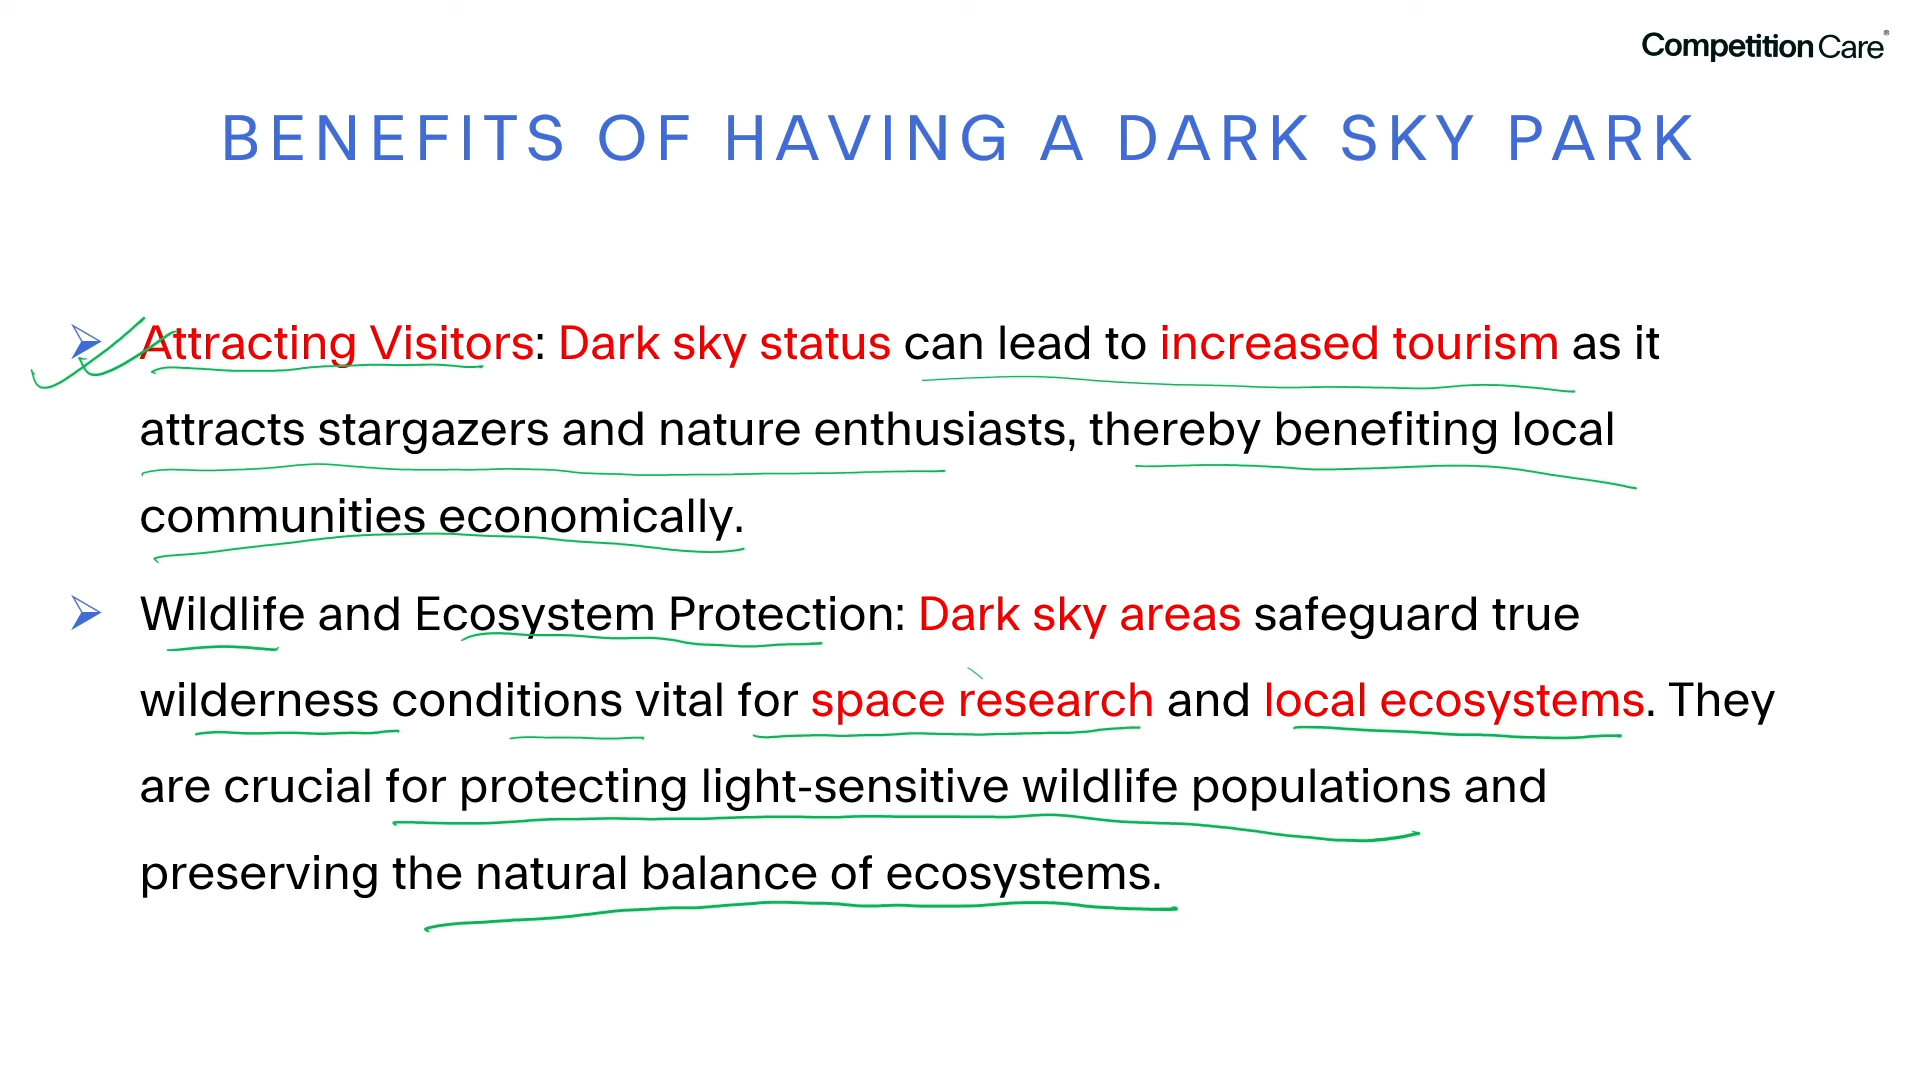 Competition Care®
BENEFITS OF HAVING A DARK SKY PARK
Attracting Visitors: Dark sky status can lead to increased tourism as it
attracts stargazers and nature enthusiasts, thereby benefiting local
communities economically.
Wildlife and Ecosystem Protection: Dark sky areas safeguard true
wilderness conditions vital for space research and local ecosystems. They
are crucial for protecting light-sensitive wildlife populations and
preserving the natural balance of ecosystems.